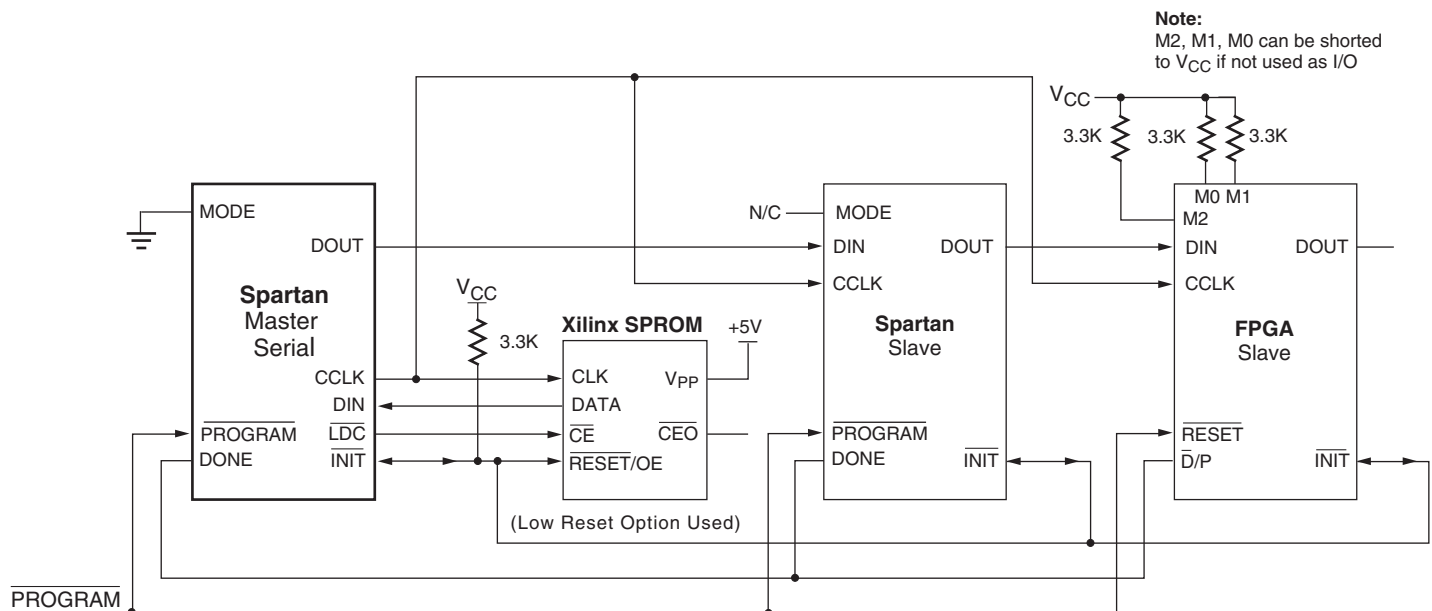 Note:
M2, M1, M0 can be shorted
to VCC if not used as I/O
VCC
3.3K
3.3K
3.3K
MODE
DOUT
Spartan
Master
Serial
CCLK
DIN
PROGRAM
LDC
DONE
INIT
VCC
3.3K
Xilinx SPROM
+5V
CLK
VPP
DATA
CE
CEO
RESET/OE
(Low Reset Option Used)
N/C
MODE
DIN
DOUT
CCLK
Spartan
Slave
PROGRAM
DONE
INIT
M0 M1
M2
DIN
DOUT
CCLK
FPGA
Slave
RESET
D/P
INIT
PROGRAM